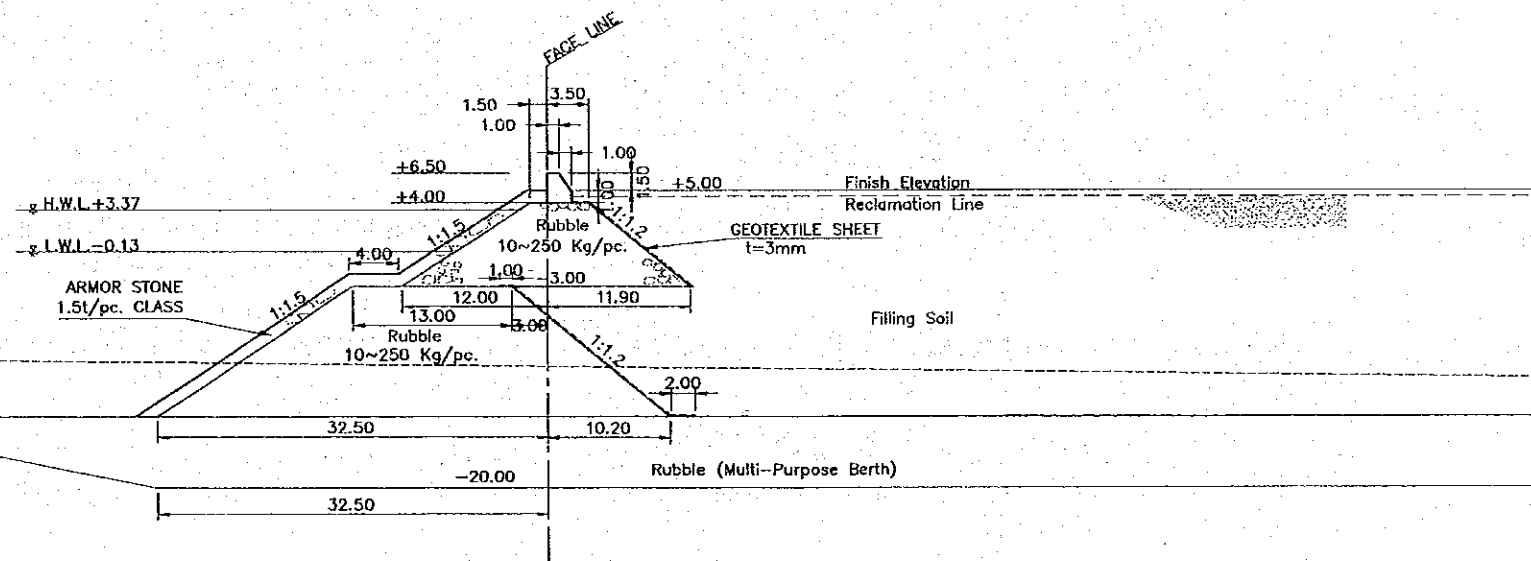 FACE LINE
1.50
3.50
1.00
1.00
+6.50
1.50
+5.00
Finish Elevation
+4.00
Reclamation Line
H.W.L.+3.37
1:1.5
Rubble
10~250 Kg/pc.
1:1.2
GEOTEXTILE SHEET
t=3mm
L.W.L.-0.13
4.00
1.00
3.00
ARMOR STONE
1.5t/pc. CLASS
1:1.5
12.00
11.90
13.00
3.00
Filling Soil
Rubble
10~250 Kg/pc.
1:1.2
2.00
32.50
10.20
Rubble (Multi-Purpose Berth)
-20.00
32.50